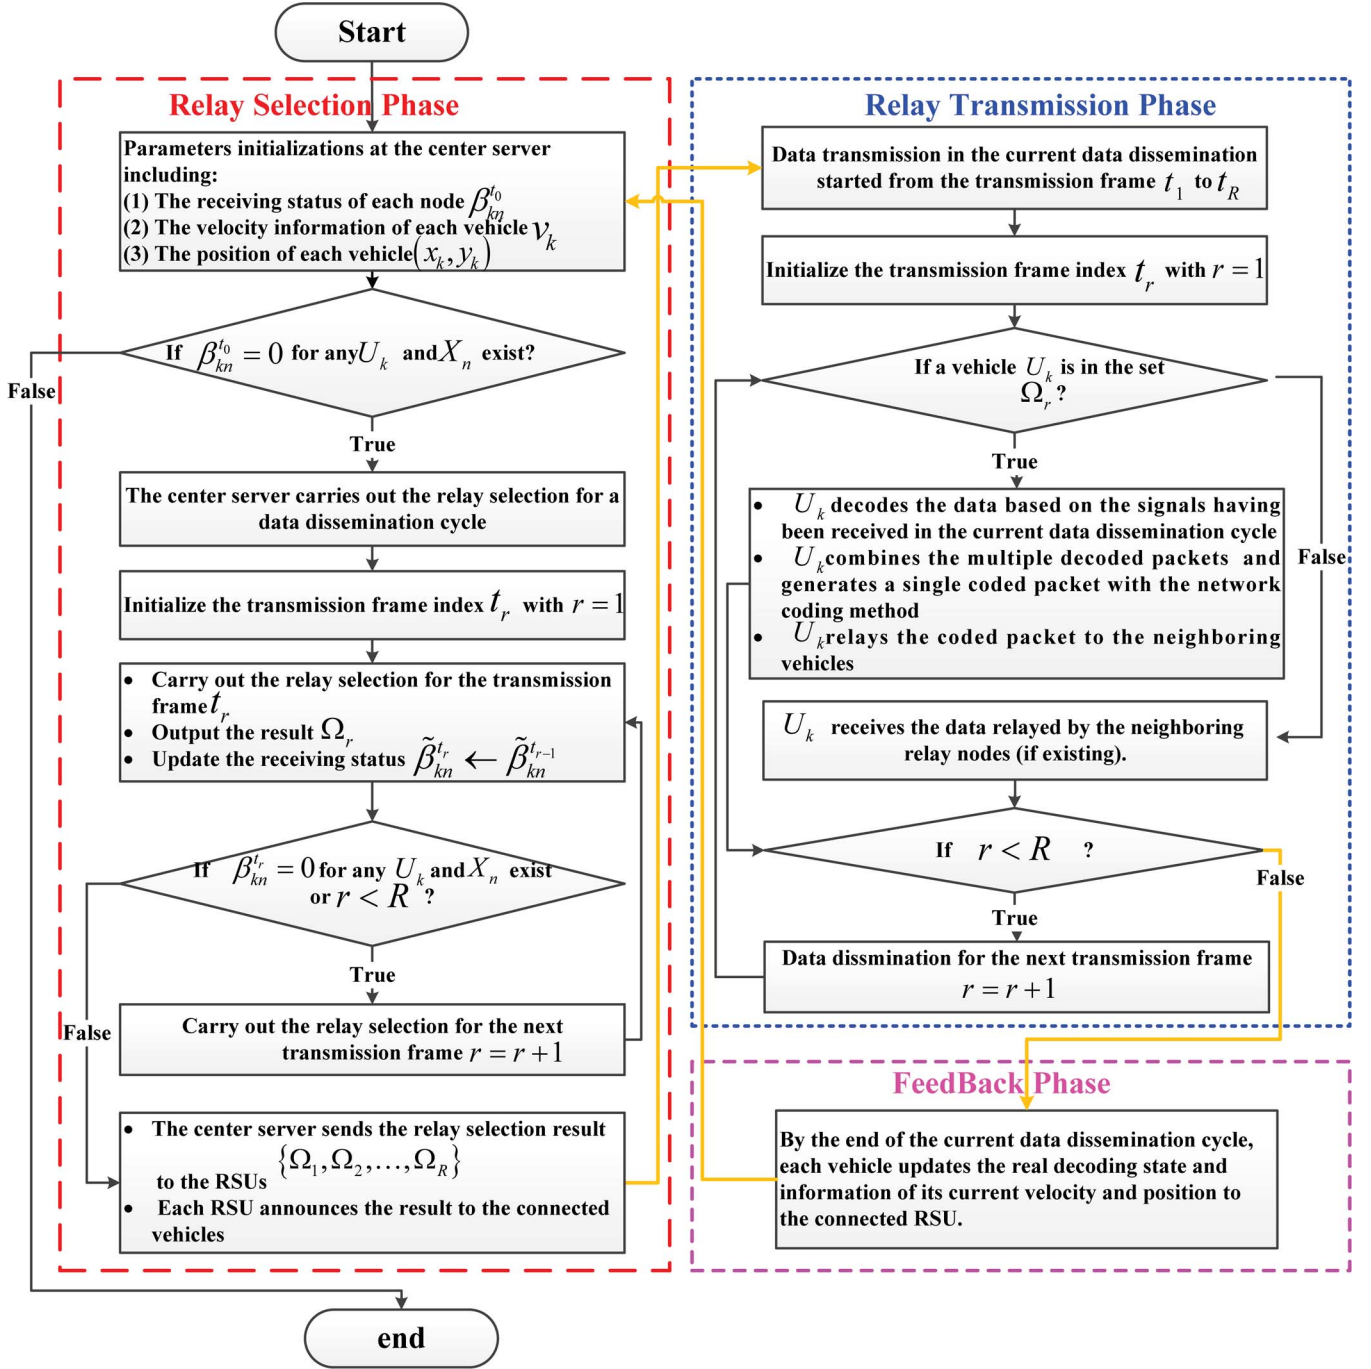 Start
Relay Selection Phase
Parameters initializations at the center server
including:
(1) The receiving status of each node β_{kn}^{t_0}
(2) The velocity information of each vehicle v_k
(3) The position of each vehicle (x_k, y_k)
If β_{kn}^{t_0} = 0 for any U_k and X_n exist?
False
True
The center server carries out the relay selection for a
data dissemination cycle
Initialize the transmission frame index t_r with r = 1
• Carry out the relay selection for the transmission
frame t_r
• Output the result Ω_r
• Update the receiving status β̃_{kn}^{t_r} ← β̃_{kn}^{t_{r-1}}
If β_{kn}^{t_r} = 0 for any U_k and X_n exist
or r < R ?
True
False
Carry out the relay selection for the next
transmission frame r = r + 1
• The center server sends the relay selection result
to the RSUs {Ω_1, Ω_2, ..., Ω_R}
• Each RSU announces the result to the connected
vehicles
end
Relay Transmission Phase
Data transmission in the current data dissemination
started from the transmission frame t_1 to t_R
Initialize the transmission frame index t_r with r = 1
If a vehicle U_k is in the set
Ω_r ?
True
False
• U_k decodes the data based on the signals having
been received in the current data dissemination cycle
• U_k combines the multiple decoded packets and
generates a single coded packet with the network
coding method
• U_k relays the coded packet to the neighboring
vehicles
U_k receives the data relayed by the neighboring
relay nodes (if existing).
If r < R ?
False
True
Data dissmination for the next transmission frame
r = r + 1
FeedBack Phase
By the end of the current data dissemination cycle,
each vehicle updates the real decoding state and
information of its current velocity and position to
the connected RSU.